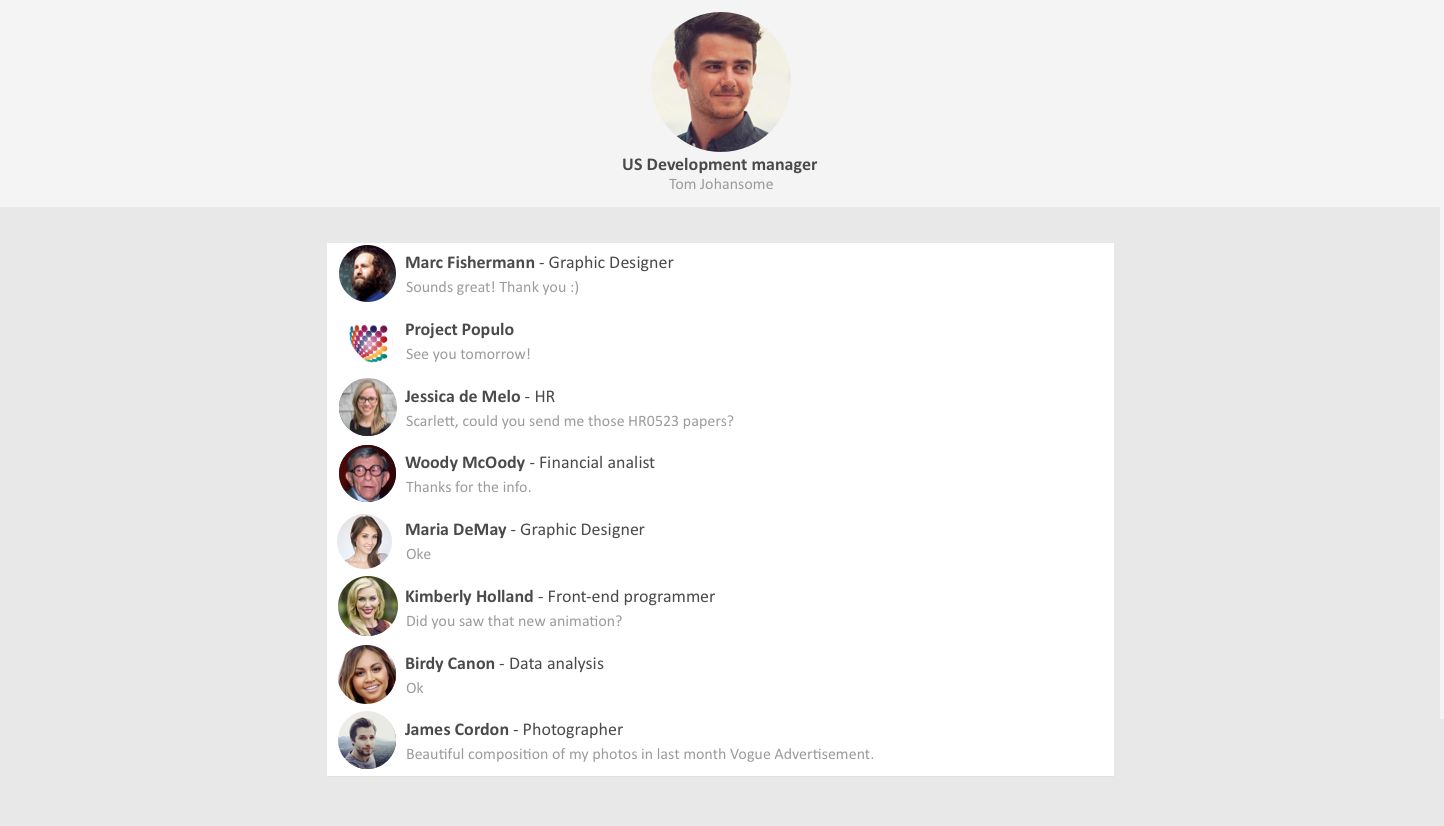 US Development manager
Tom Johansome
Marc Fishermann - Graphic Designer
Sounds great! Thank you :)
Project Populo
See you tomorrow!
Jessica de Melo - HR
Scarlett, could you send me those HR0523 papers?
Woody McOody - Financial analist
Thanks for the info.
Maria DeMay - Graphic Designer
Oke
Kimberly Holland - Front-end programmer
Did you saw that new animation?
Birdy Canon - Data analysis
Ok
James Cordon - Photographer
Beautiful composition of my photos in last month Vogue Advertisement.